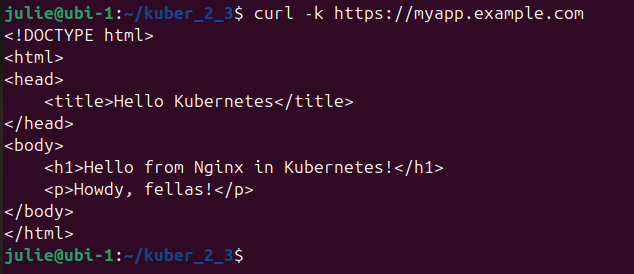 julie@ubi-1:~/kuber_2_3$ curl -k https://myapp.example.com
<!DOCTYPE html>
<html>
<head>
    <title>Hello Kubernetes</title>
</head>
<body>
    <h1>Hello from Nginx in Kubernetes!</h1>
    <p>Howdy, fellas!</p>
</body>
</html>
julie@ubi-1:~/kuber_2_3$